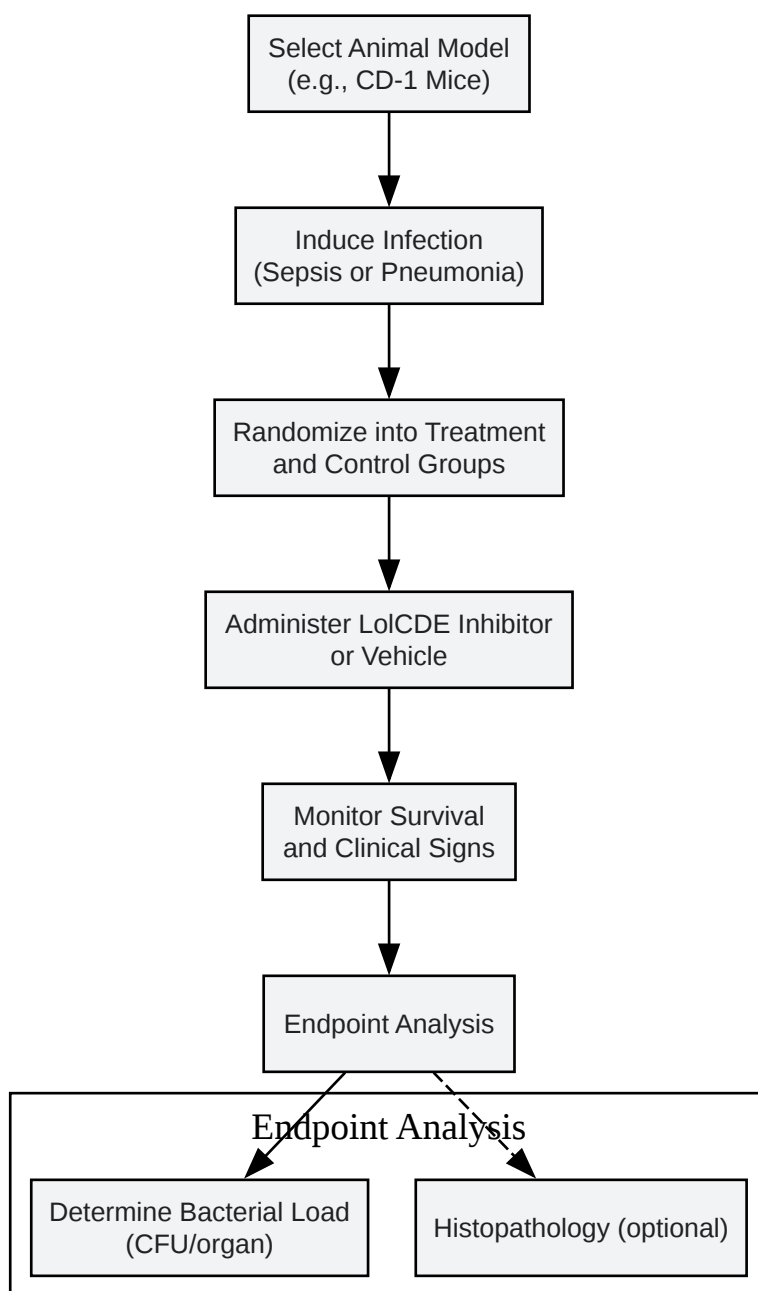 Select Animal Model
(e.g., CD-1 Mice)
Induce Infection
(Sepsis or Pneumonia)
Randomize into Treatment
and Control Groups
Administer LolCDE Inhibitor
or Vehicle
Monitor Survival
and Clinical Signs
Endpoint Analysis
Endpoint Analysis
Determine Bacterial Load
(CFU/organ)
Histopathology (optional)